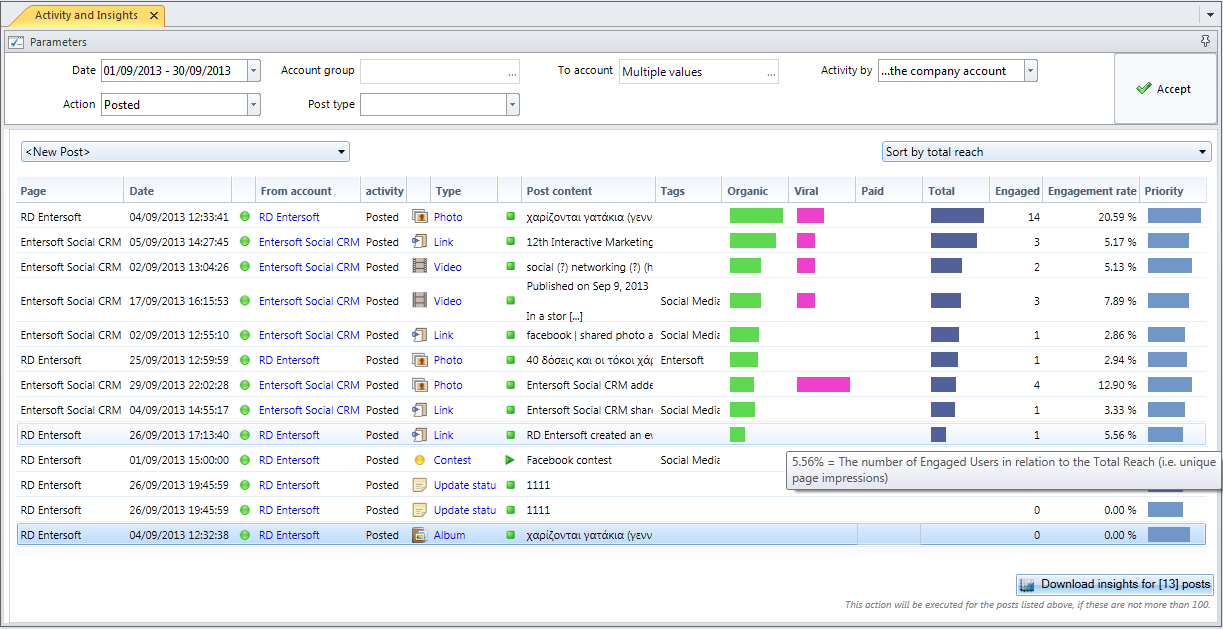 Activity and Insights
Parameters
Date 01/09/2013 - 30/09/2013 Account group ... To account Multiple values ... Activity by ...the company account Accept
Action Posted Post type
<New Post> Sort by total reach
Page Date From account activity Type Post content Tags Organic Viral Paid Total Engaged Engagement rate Priority
RD Entersoft 04/09/2013 12:33:41 RD Entersoft Posted Photo χαρίζονται γατάκια (γενν 14 20.59 %
Entersoft Social CRM 05/09/2013 14:27:45 Entersoft Social CRM Posted Link 12th Interactive Marketing 3 5.17 %
Entersoft Social CRM 02/09/2013 13:04:26 Entersoft Social CRM Posted Video social (?) networking (?) (h 2 5.13 %
Published on Sep 9, 2013
Entersoft Social CRM 17/09/2013 16:15:53 Entersoft Social CRM Posted Video Social Media 3 7.89 %
In a stor [...]
Entersoft Social CRM 02/09/2013 12:55:10 Entersoft Social CRM Posted Link facebook | shared photo a Social Media 1 2.86 %
RD Entersoft 25/09/2013 12:59:59 RD Entersoft Posted Photo 40 δόσεις και οι τόκοι χάρ Entersoft 1 2.94 %
Entersoft Social CRM 29/09/2013 22:02:28 Entersoft Social CRM Posted Photo Entersoft Social CRM adde Social Media 4 12.90 %
Entersoft Social CRM 04/09/2013 14:55:17 Entersoft Social CRM Posted Link Entersoft Social CRM share Social Media 1 3.33 %
RD Entersoft 26/09/2013 17:13:40 RD Entersoft Posted Link RD Entersoft created an ev 1 5.56 %
RD Entersoft 01/09/2013 15:00:00 RD Entersoft Posted Contest Facebook contest Social Media
5.56% = The number of Engaged Users in relation to the Total Reach (i.e. unique
page impressions)
RD Entersoft 26/09/2013 19:45:59 RD Entersoft Posted Update statu 1111
RD Entersoft 26/09/2013 19:45:59 RD Entersoft Posted Update statu 1111 0 0.00 %
RD Entersoft 04/09/2013 12:32:38 RD Entersoft Posted Album χαρίζονται γατάκια (γενν 0 0.00 %
Download insights for [13] posts
This action will be executed for the posts listed above, if these are not more than 100.